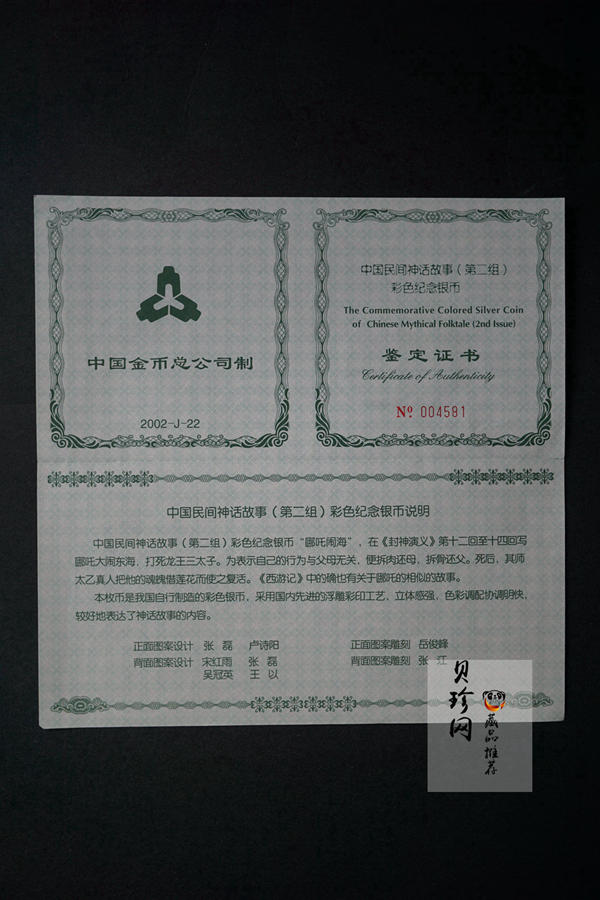 中国金币总公司制
2002-J-22
中国民间神话故事（第二组）
彩色纪念银币
The Commemorative Colored Silver Coin
of Chinese Mythical Folktale (2nd Issue)
鉴定证书
Certificate of Authenticity
Nº 004581
中国民间神话故事（第二组）彩色纪念银币说明
中国民间神话故事（第二组）彩色纪念银币“哪吒闹海”，在《封神演义》第十二回至十四回写
哪吒大闹东海，打死龙王三太子。为表示自己的行为与父母无关，便拆肉还母，拆骨还父。死后，其师
太乙真人把他的魂魄借莲花而使之复活。《西游记》中的确也有关于哪吒的相似的故事。
本枚币是我国自行制造的彩色银币，采用国内先进的浮雕彩印工艺，立体感强，色彩调配协调明快，
较好地表达了神话故事的内容。
正面图案设计 张磊 卢诗阳
背面图案设计 宋红雨 张磊
吴冠英 王以
正面图案雕刻 岳俊峰
背面图案雕刻 张江
贝珍网
藏品推荐